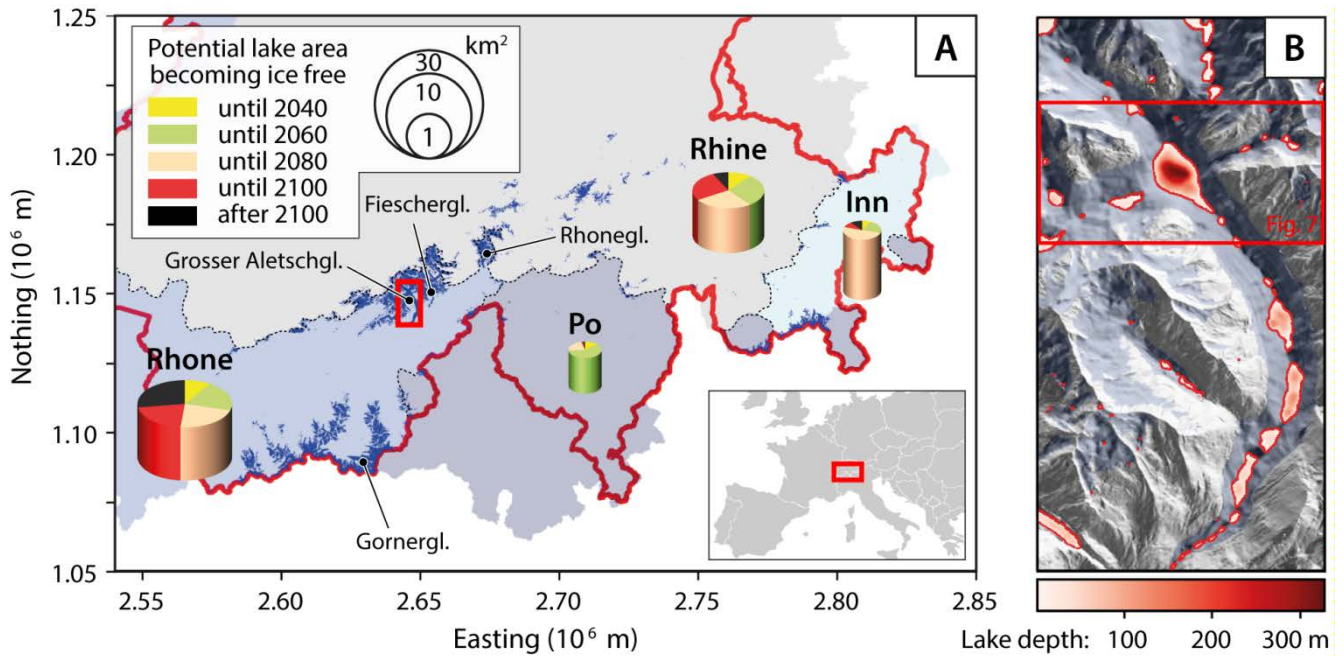 A
B
Potential lake area
becoming ice free
until 2040
until 2060
until 2080
until 2100
after 2100
km²
30
10
1
1.25
1.20
1.15
1.10
1.05
Nothing (10⁶ m)
Fieschergl.
Grosser Aletschgl.
Rhonegl.
Rhine
Inn
Po
Rhone
Gornergl.
2.55
2.60
2.65
2.70
2.75
2.80
2.85
Easting (10⁶ m)
Fig. 7
Lake depth: 100 200 300 m